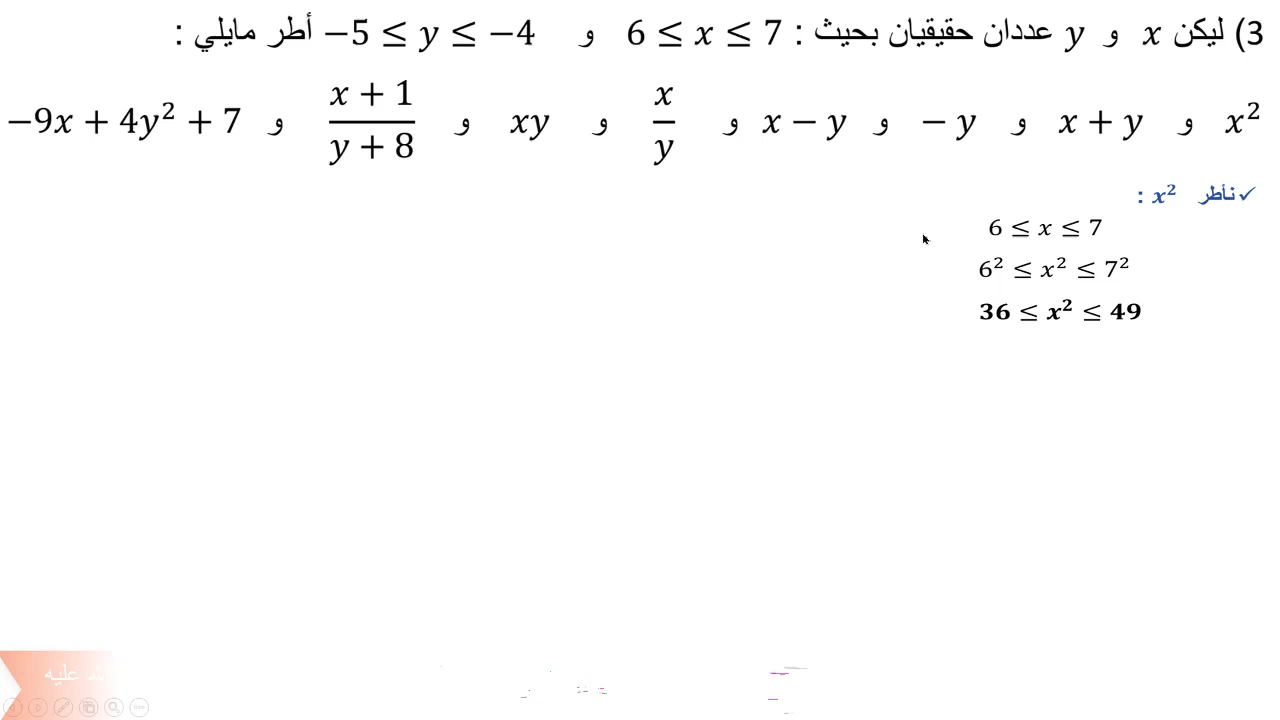 3) ليكن x و y عددان حقيقيان بحيث : 6 ≤ x ≤ 7 و −5 ≤ y ≤ −4 أطر مايلي :
x² و x + y و − y و x − y و x/y و xy و (x + 1)/(y + 8) و −9x + 4y² + 7
✓ نأطر x² :
6 ≤ x ≤ 7
6² ≤ x² ≤ 7²
36 ≤ x² ≤ 49
عليه